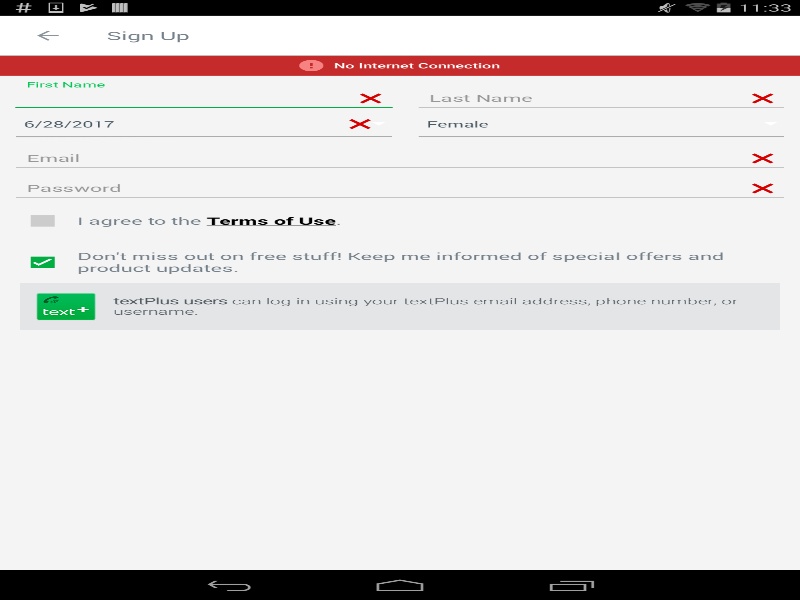 11:33
Sign Up
No Internet Connection
First Name
Last Name
6/28/2017
Female
Email
Password
I agree to the Terms of Use.
Don't miss out on free stuff! Keep me informed of special offers and
product updates.
text+
textPlus users can log in using your textPlus email address, phone number, or
username.